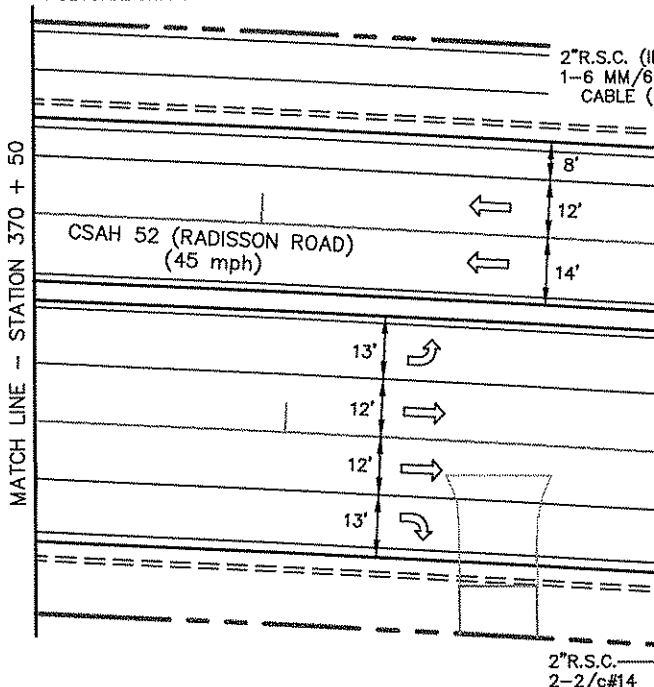 2"R.S.C.
1-6 MM/6
CABLE (
8'
12'
14'
MATCH LINE - STATION 370 + 50
CSAH 52 (RADISSON ROAD)
(45 mph)
13'
12'
12'
13'
2"R.S.C.
2-2/c#14